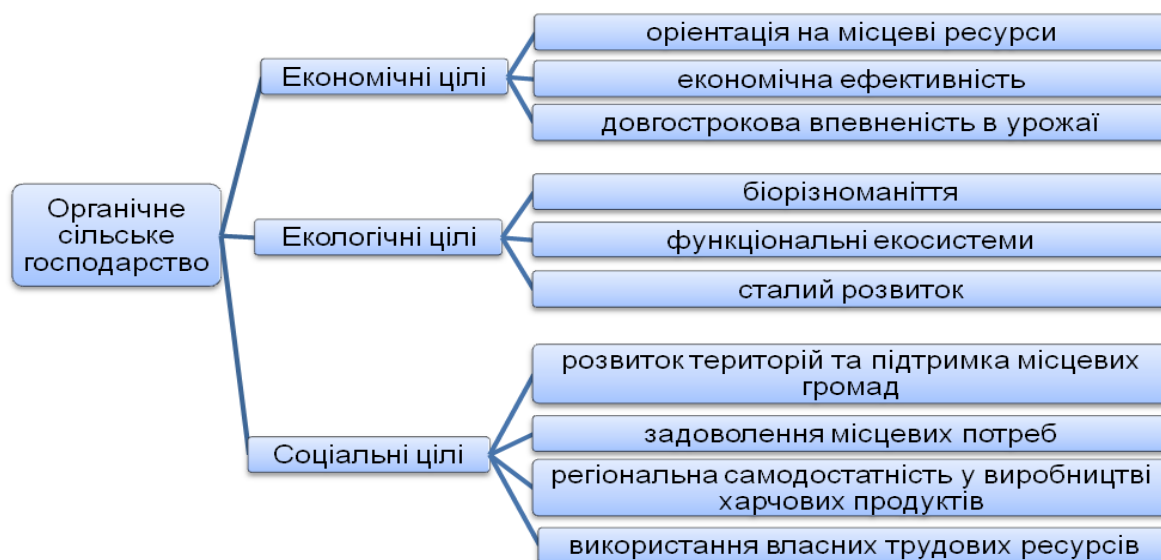 Органічне
сільське
господарство
Економічні цілі
оріентація на місцеві ресурси
економічна ефективність
довгострокова впевненість в урожаї
Екологічні цілі
біорізноманіття
функціональні екосистеми
сталий розвиток
Соціальні цілі
розвиток територій та підтримка місцевих
громад
задоволення місцевих потреб
регіональна самодостатність у виробництві
харчових продуктів
використання власних трудових ресурсів